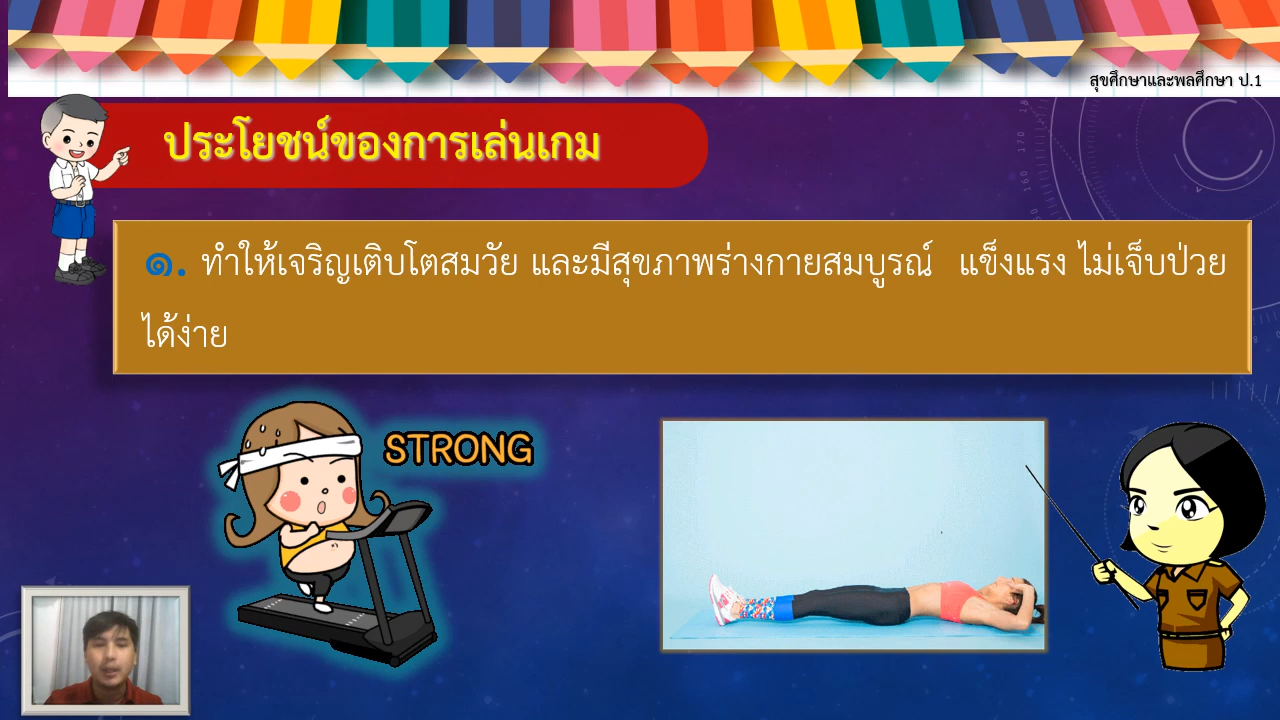 สุขศึกษาและพลศึกษา ป.1
ประโยชน์ของการเล่นเกม
๑. ทำให้เจริญเติบโตสมวัย และมีสุขภาพร่างกายสมบูรณ์ แข็งแรง ไม่เจ็บป่วย
ได้ง่าย
STRONG